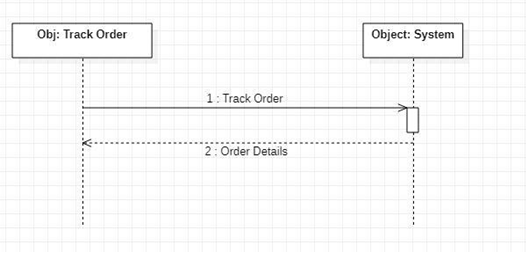 Obj: Track Order
Object: System
1 : Track Order
2 : Order Details